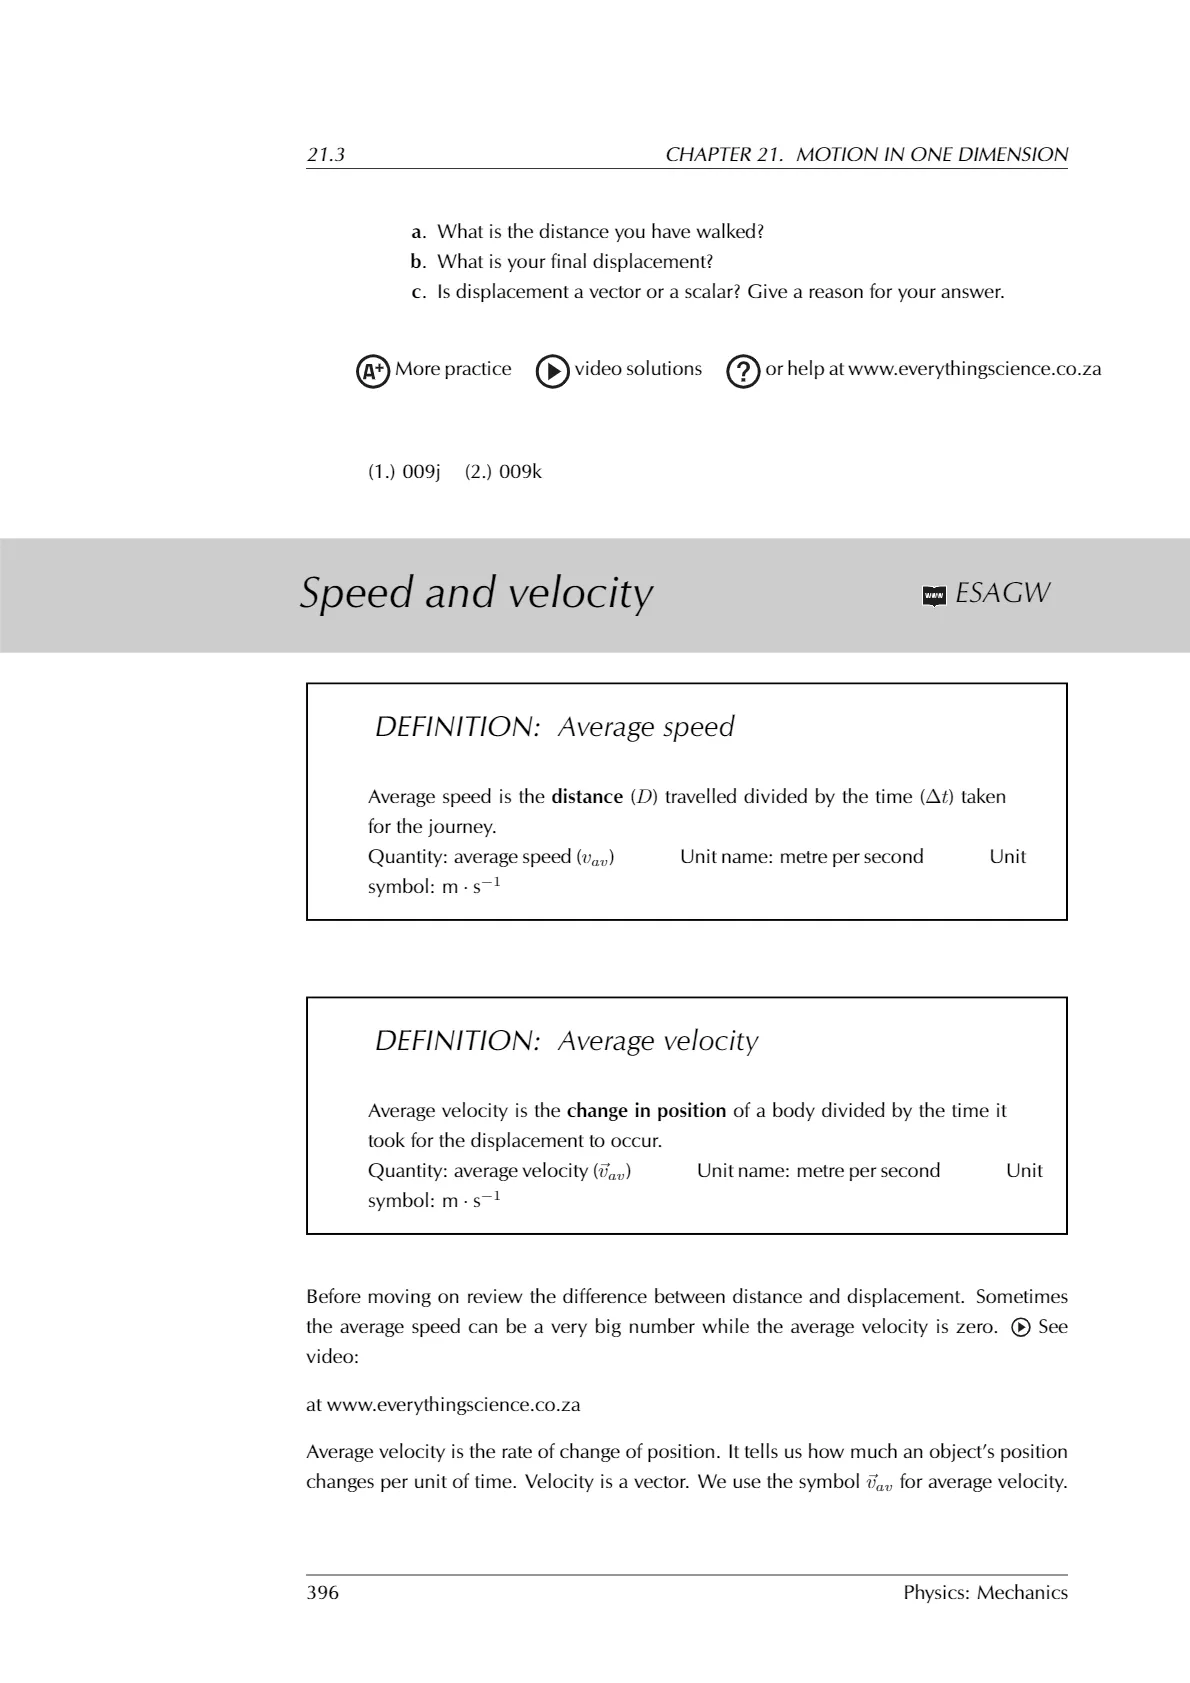 21.3 CHAPTER 21. MOTION IN ONE DIMENSION
a. What is the distance you have walked?
b. What is your final displacement?
c. Is displacement a vector or a scalar? Give a reason for your answer.
A+ More practice video solutions ? or help at www.everythingscience.co.za
(1.) 009j (2.) 009k
Speed and velocity www ESAGW
DEFINITION: Average speed
Average speed is the distance (D) travelled divided by the time (Δt) taken
for the journey.
Quantity: average speed (v_av) Unit name: metre per second Unit
symbol: m · s⁻¹
DEFINITION: Average velocity
Average velocity is the change in position of a body divided by the time it
took for the displacement to occur.
Quantity: average velocity (v⃗_av) Unit name: metre per second Unit
symbol: m · s⁻¹
Before moving on review the difference between distance and displacement. Sometimes
the average speed can be a very big number while the average velocity is zero. See
video:
at www.everythingscience.co.za
Average velocity is the rate of change of position. It tells us how much an object's position
changes per unit of time. Velocity is a vector. We use the symbol v⃗_av for average velocity.
396 Physics: Mechanics